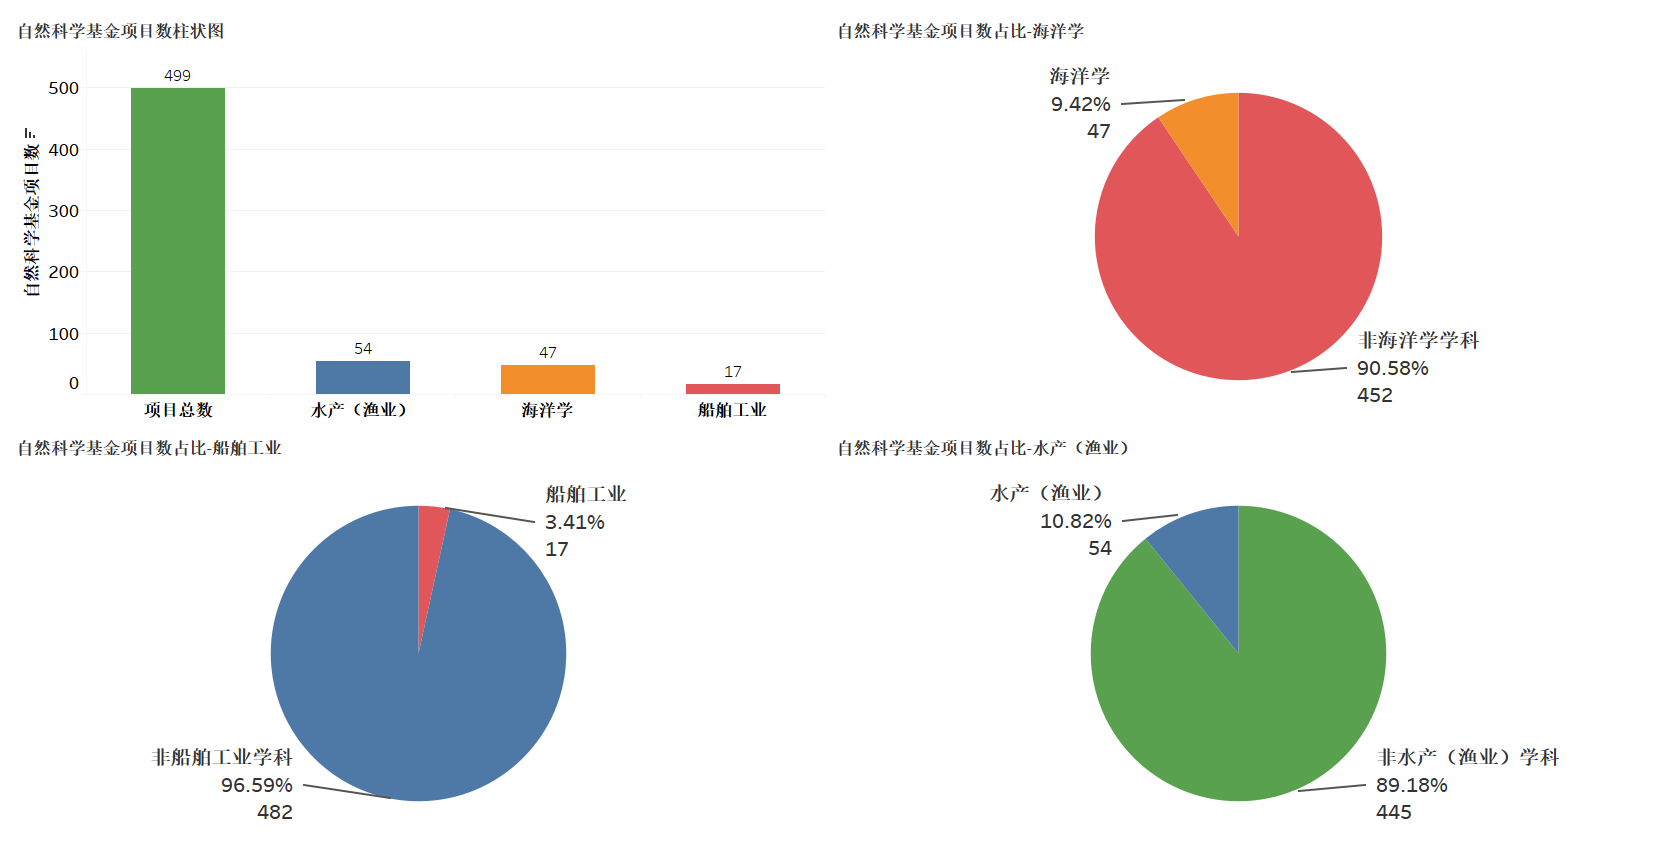 自然科学基金项目数柱状图
499
500
400
300
200
100
0
自然科学基金项目数
54
47
17
项目总数
水产（渔业）
海洋学
船舶工业
自然科学基金项目数占比-海洋学
海洋学
9.42%
47
非海洋学学科
90.58%
452
自然科学基金项目数占比-船舶工业
船舶工业
3.41%
17
非船舶工业学科
96.59%
482
自然科学基金项目数占比-水产（渔业）
水产（渔业）
10.82%
54
非水产（渔业）学科
89.18%
445